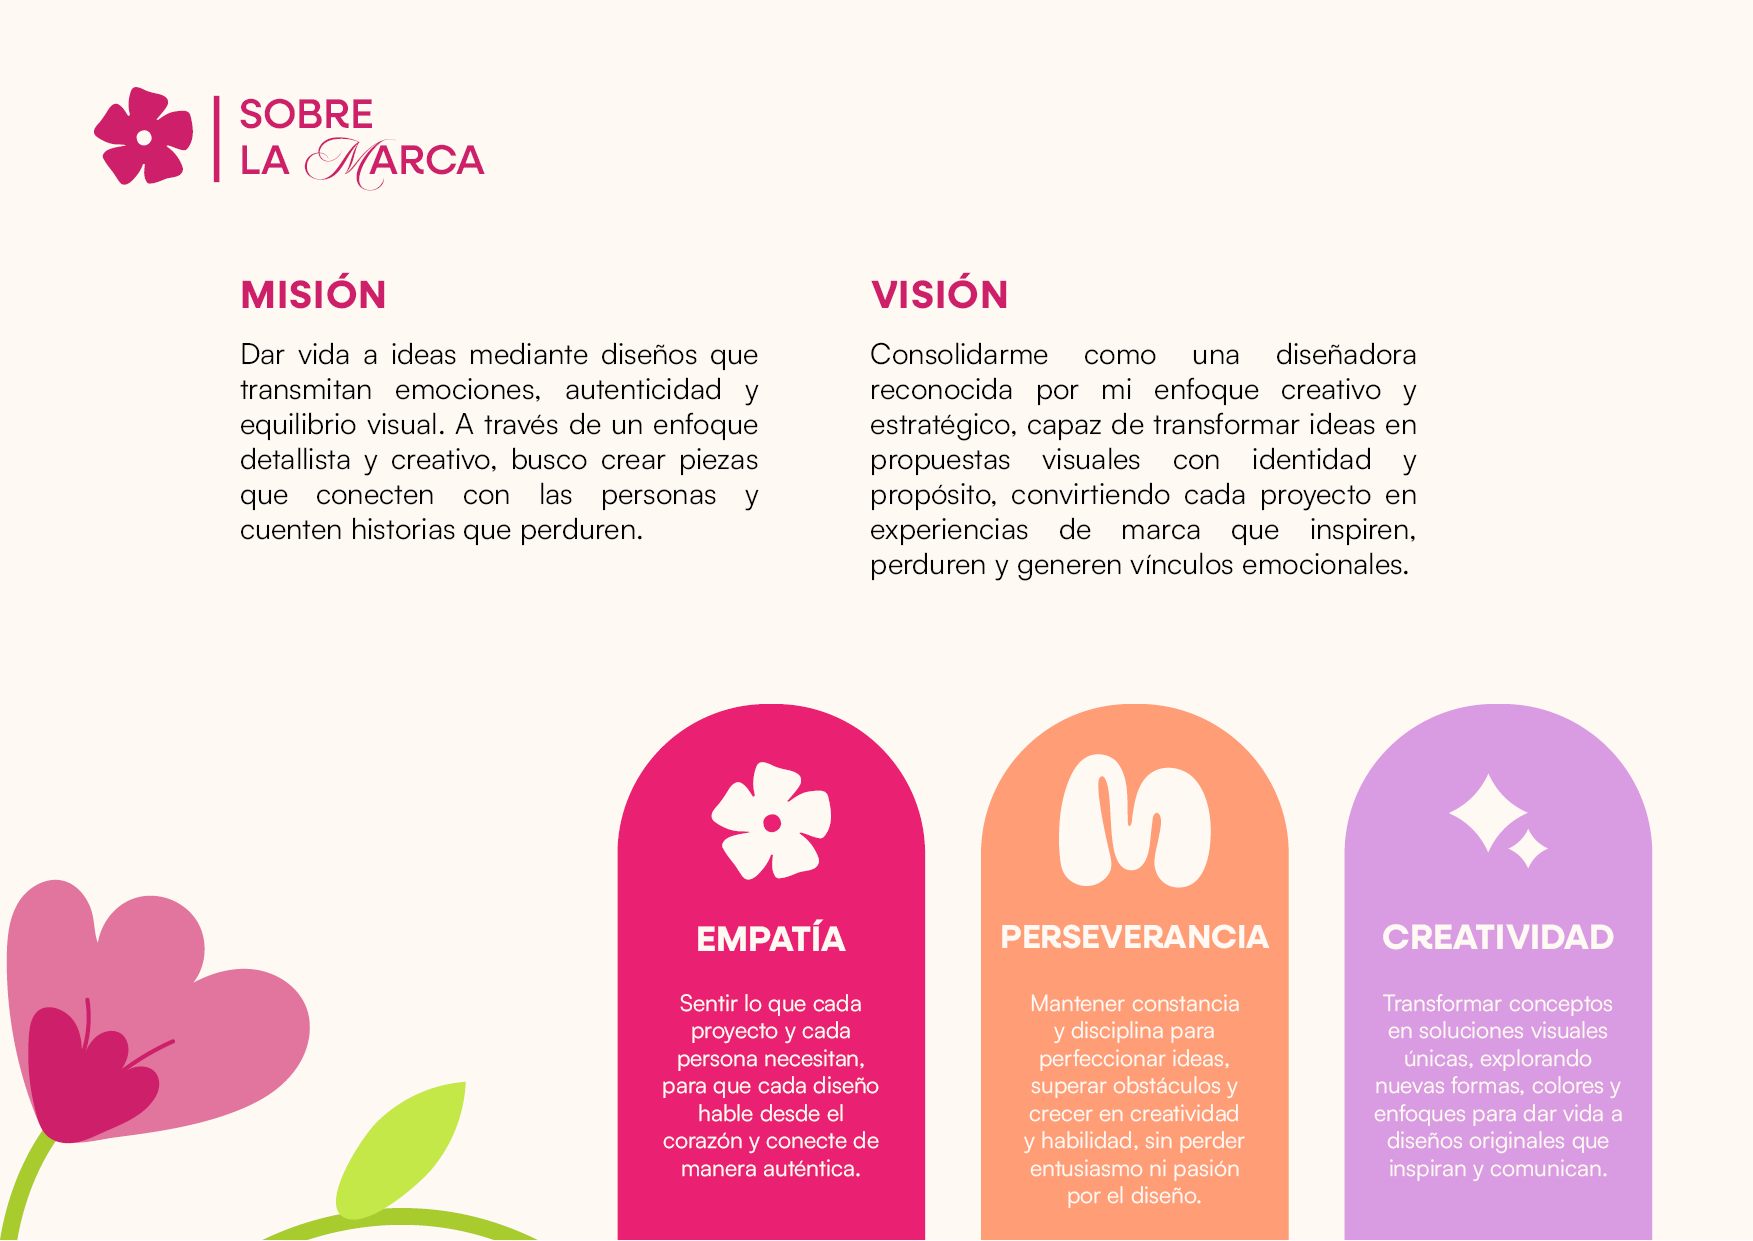 SOBRE
LA MARCA
MISIÓN
Dar vida a ideas mediante diseños que
transmitan emociones, autenticidad y
equilibrio visual. A través de un enfoque
detallista y creativo, busco crear piezas
que conecten con las personas y
cuenten historias que perduren.
VISIÓN
Consolidarme como una diseñadora
reconocida por mi enfoque creativo y
estratégico, capaz de transformar ideas en
propuestas visuales con identidad y
propósito, convirtiendo cada proyecto en
experiencias de marca que inspiren,
perduren y generen vínculos emocionales.
EMPATÍA
Sentir lo que cada
proyecto y cada
persona necesitan,
para que cada diseño
hable desde el
corazón y conecte de
manera auténtica.
M
PERSEVERANCIA
Mantener constancia
y disciplina para
perfeccionar ideas,
superar obstáculos y
crecer en creatividad
y habilidad, sin perder
entusiasmo ni pasión
por el diseño.
CREATIVIDAD
Transformar conceptos
en soluciones visuales
únicas, explorando
nuevas formas, colores y
enfoques para dar vida a
diseños originales que
inspiran y comunican.